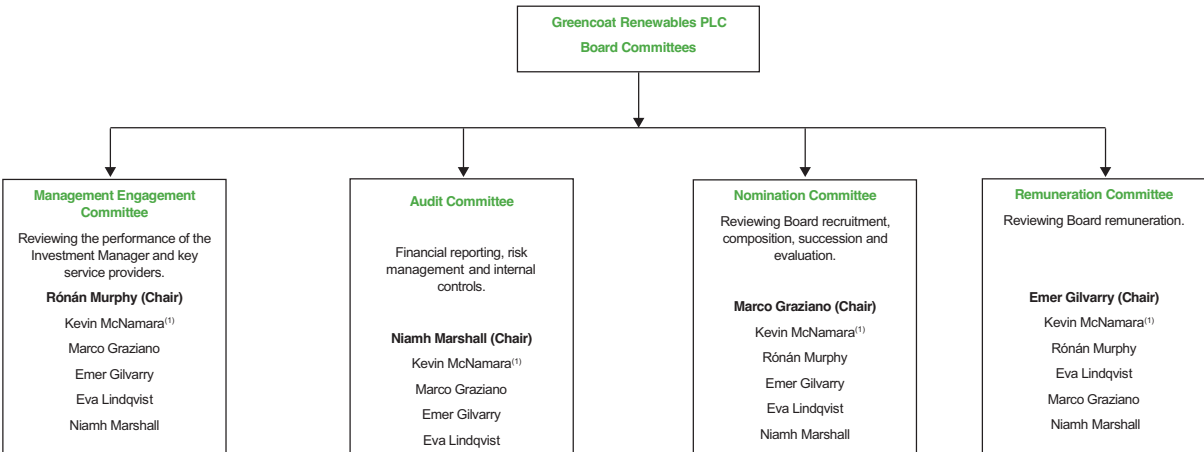 Greencoat Renewables PLC
Board Committees
Management Engagement
Committee
Reviewing the performance of the
Investment Manager and key
service providers.
Rónán Murphy (Chair)
Kevin McNamara(1)
Marco Graziano
Emer Gilvarry
Eva Lindqvist
Niamh Marshall
Audit Committee
Financial reporting, risk
management and internal
controls.
Niamh Marshall (Chair)
Kevin McNamara(1)
Marco Graziano
Emer Gilvarry
Eva Lindqvist
Nomination Committee
Reviewing Board recruitment,
composition, succession and
evaluation.
Marco Graziano (Chair)
Kevin McNamara(1)
Rónán Murphy
Emer Gilvarry
Eva Lindqvist
Niamh Marshall
Remuneration Committee
Reviewing Board remuneration.
Emer Gilvarry (Chair)
Kevin McNamara(1)
Rónán Murphy
Eva Lindqvist
Marco Graziano
Niamh Marshall